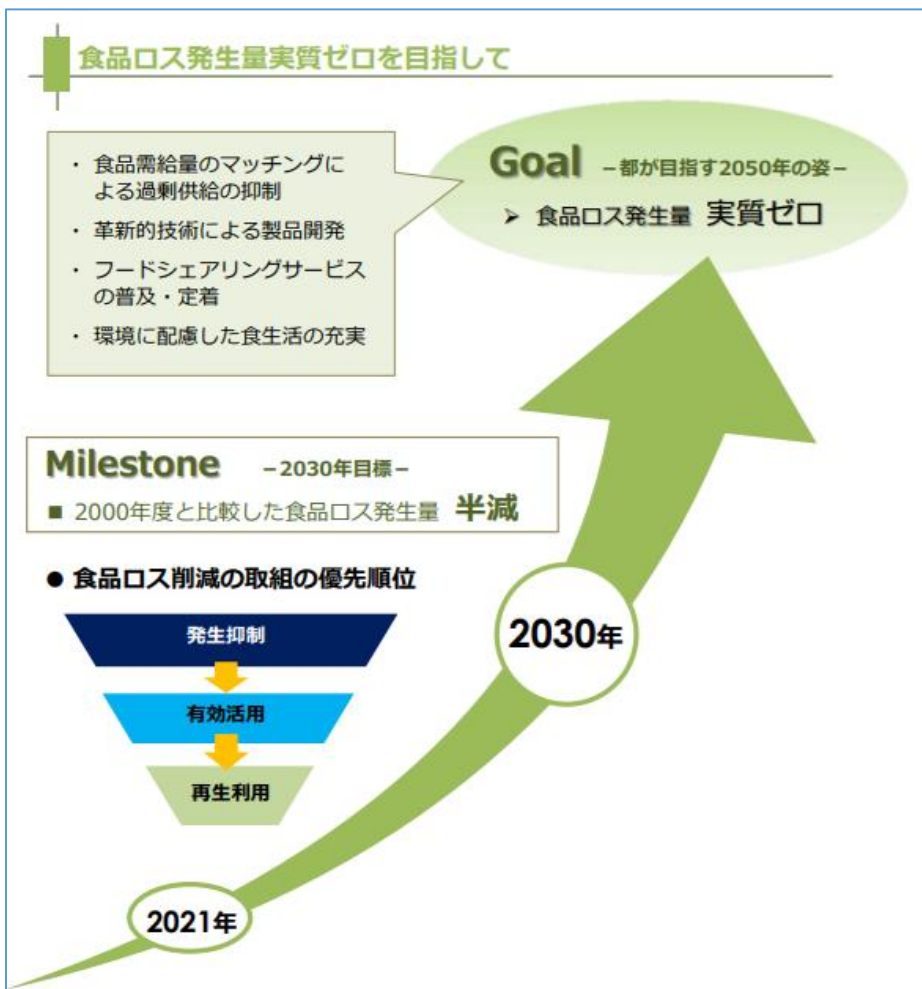 食品ロス発生量実質ゼロを目指して
・ 食品需給量のマッチングに
よる過剰供給の抑制
・ 革新的技術による製品開発
・ フードシェアリングサービス
の普及・定着
・ 環境に配慮した食生活の充実
Goal －都が目指す2050年の姿－
➢ 食品ロス発生量 実質ゼロ
Milestone －2030年目標－
■ 2000年度と比較した食品ロス発生量 半減
● 食品ロス削減の取組の優先順位
発生抑制
有効活用
再生利用
2030年
2021年